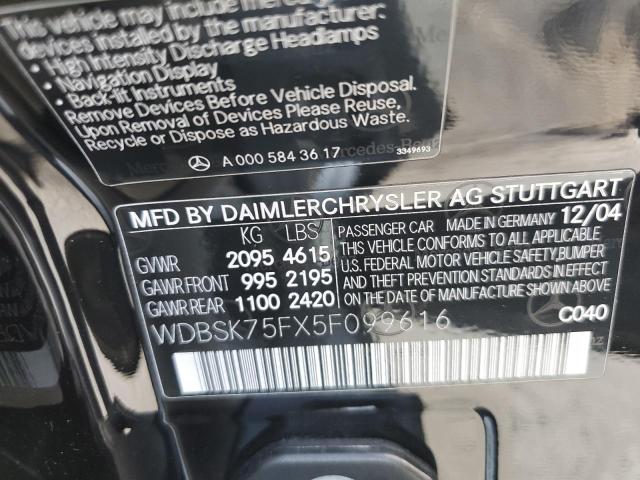 This vehicle may include mercury
devices installed by the manufacturer:
• High Intensity Discharge Headlamps
• Navigation Display
• Back-lit Instruments
Remove Devices Before Vehicle Disposal.
Upon Removal of Devices Please Reuse,
Recycle or Dispose as Hazardous Waste.
A 000 584 36 17
3349693
MFD BY DAIMLERCHRYSLER AG STUTTGART
KG LBS
GVWR 2095 4615
GAWR FRONT 995 2195
GAWR REAR 1100 2420
PASSENGER CAR MADE IN GERMANY 12/04
THIS VEHICLE CONFORMS TO ALL APPLICABLE
U.S. FEDERAL MOTOR VEHICLE SAFETY, BUMPER
AND THEFT PREVENTION STANDARDS IN EFFECT
ON THE DATE OF MANUFACTURE SHOWN ABOVE
WDBSK75FX5F099616
C040